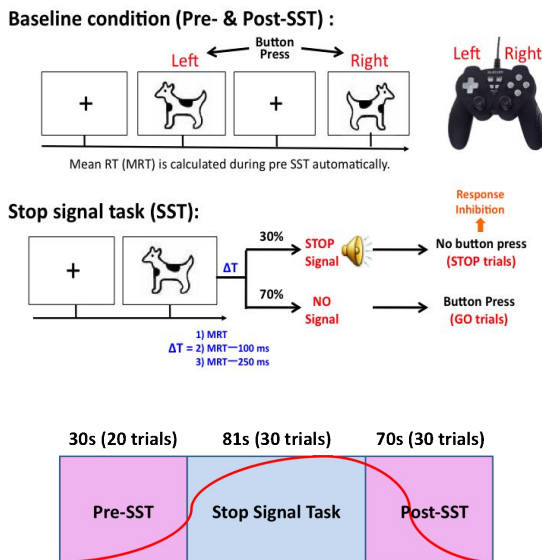 Baseline condition (Pre- & Post-SST) :
Button
Press
Left
Right
Left Right
+
+
Mean RT (MRT) is calculated during pre SST automatically.
Stop signal task (SST):
Response
Inhibition
+
ΔT
30%
STOP
Signal
No button press
(STOP trials)
70%
NO
Signal
Button Press
(GO trials)
1) MRT
ΔT = 2) MRT—100 ms
3) MRT—250 ms
30s (20 trials) 81s (30 trials) 70s (30 trials)
Pre-SST Stop Signal Task Post-SST